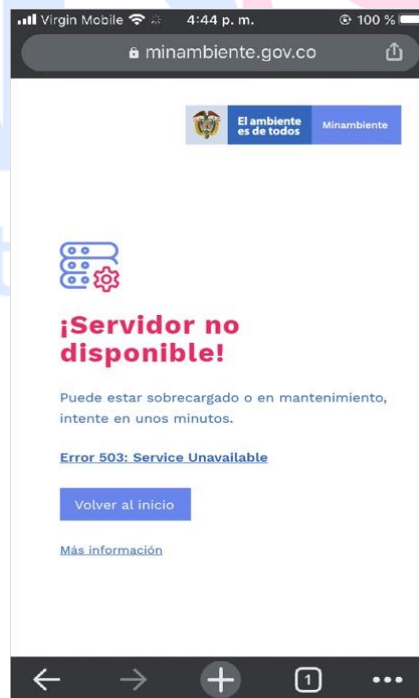 Virgin Mobile 4:44 p. m. 100 %
minambiente.gov.co
El ambiente
es de todos
Minambiente
¡Servidor no
disponible!
Puede estar sobrecargado o en mantenimiento,
intente en unos minutos.
Error 503: Service Unavailable
Volver al inicio
Más información
1